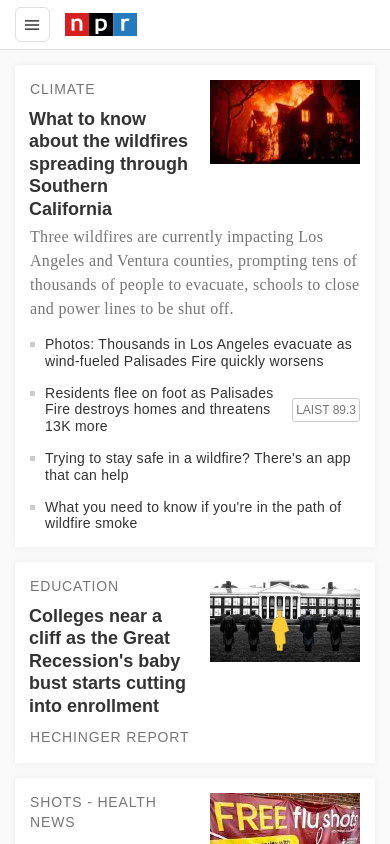 npr
CLIMATE
What to know
about the wildfires
spreading through
Southern
California
Three wildfires are currently impacting Los
Angeles and Ventura counties, prompting tens of
thousands of people to evacuate, schools to close
and power lines to be shut off.
Photos: Thousands in Los Angeles evacuate as
wind-fueled Palisades Fire quickly worsens
Residents flee on foot as Palisades
Fire destroys homes and threatens
13K more
LAIST 89.3
Trying to stay safe in a wildfire? There's an app
that can help
What you need to know if you're in the path of
wildfire smoke
EDUCATION
Colleges near a
cliff as the Great
Recession's baby
bust starts cutting
into enrollment
HECHINGER REPORT
SHOTS - HEALTH
NEWS
FREE flu shots